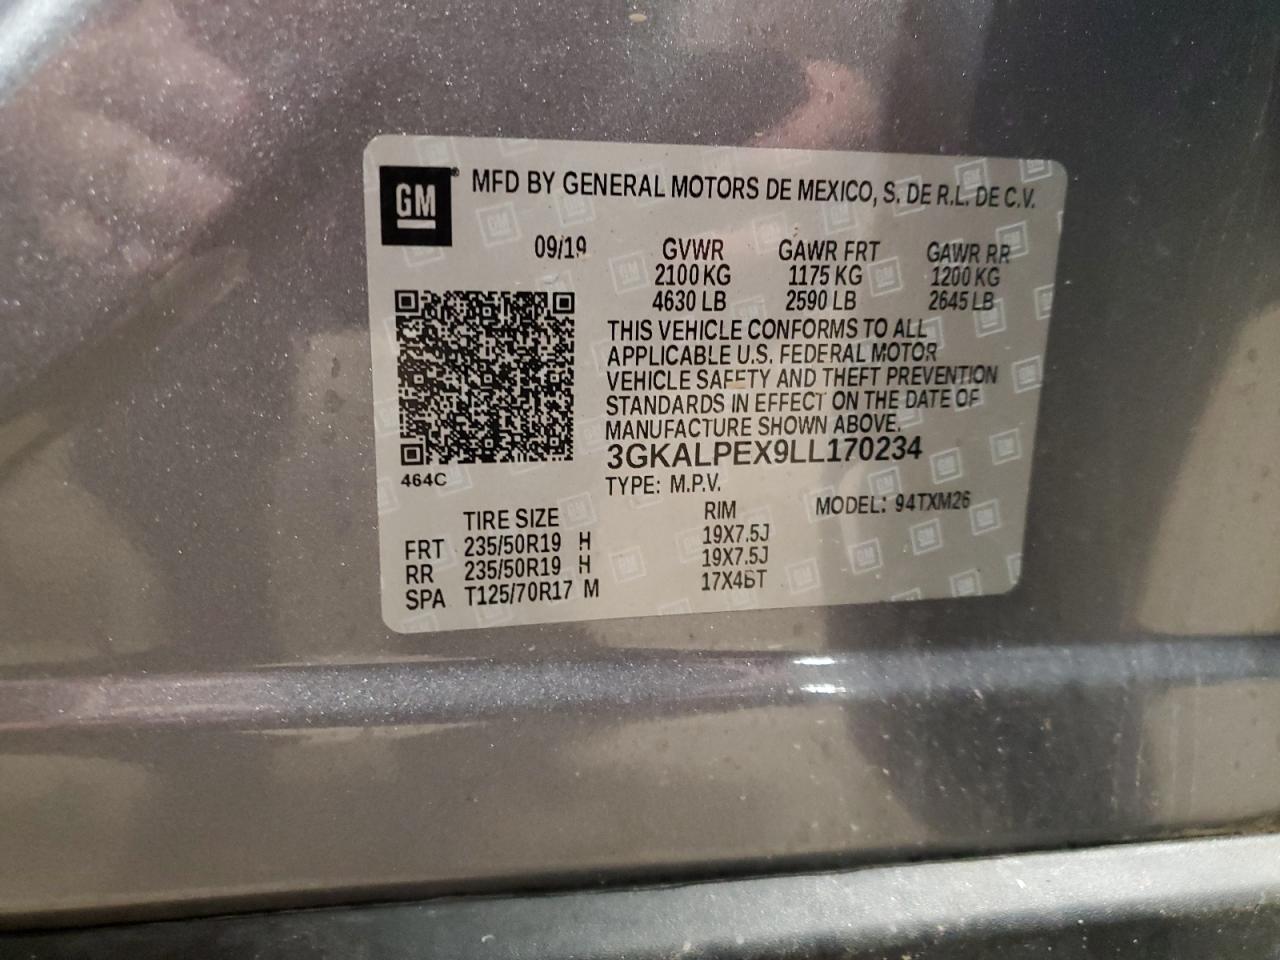 GM
MFD BY GENERAL MOTORS DE MEXICO, S. DE R.L. DE C.V.
09/19 GVWR GAWR FRT GAWR RR
2100 KG 1175 KG 1200 KG
4630 LB 2590 LB 2645 LB
THIS VEHICLE CONFORMS TO ALL
APPLICABLE U.S. FEDERAL MOTOR
VEHICLE SAFETY AND THEFT PREVENTION
STANDARDS IN EFFECT ON THE DATE OF
MANUFACTURE SHOWN ABOVE.
3GKALPEX9LL170234
464C
TYPE: M.P.V.
TIRE SIZE RIM MODEL: 94TXM26
FRT 235/50R19 H 19X7.5J
RR 235/50R19 H 19X7.5J
SPA T125/70R17 M 17X4BT